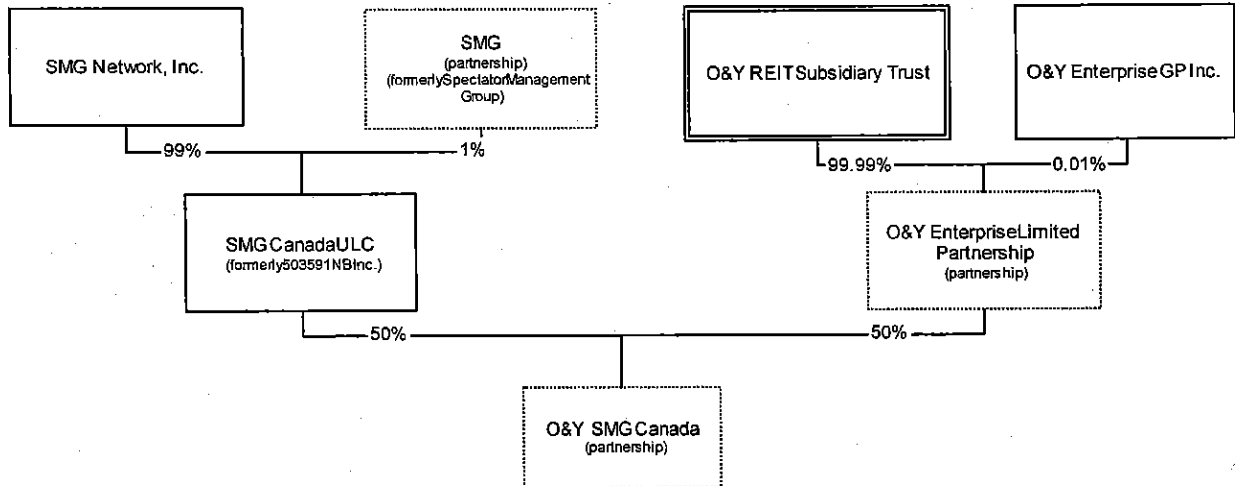 SMG Network, Inc.
SMG
(partnership)
(formerlySpectatorManagement
Group)
O&Y REITSubsidiary Trust
O&Y EnterpriseGPInc.
99%
1%
99.99%
0.01%
SMGCanadaULC
(formerly503591NBInc.)
O&Y EnterpriseLimited
Partnership
(partnership)
50%
50%
O&Y SMGCanada
(partnership)